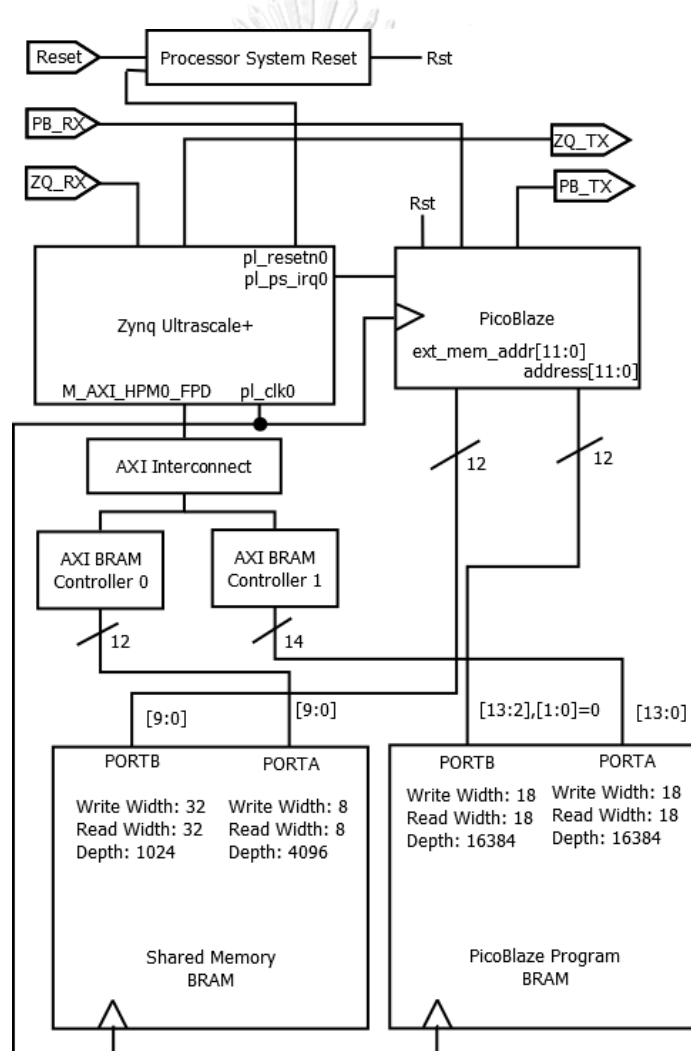 Reset
Processor System Reset
Rst
PB_RX
ZQ_TX
ZQ_RX
PB_TX
Rst
pl_resetn0
pl_ps_irq0
Zynq Ultrascale+
PicoBlaze
ext_mem_addr[11:0]
address[11:0]
M_AXI_HPM0_FPD
pl_clk0
AXI Interconnect
12
12
AXI BRAM
Controller 0
AXI BRAM
Controller 1
12
14
[9:0]
[9:0]
[13:2],[1:0]=0
[13:0]
PORTB
PORTA
Write Width: 32
Read Width: 32
Depth: 1024
Write Width: 8
Read Width: 8
Depth: 4096
Shared Memory
BRAM
PORTB
PORTA
Write Width: 18
Read Width: 18
Depth: 16384
Write Width: 18
Read Width: 18
Depth: 16384
PicoBlaze Program
BRAM